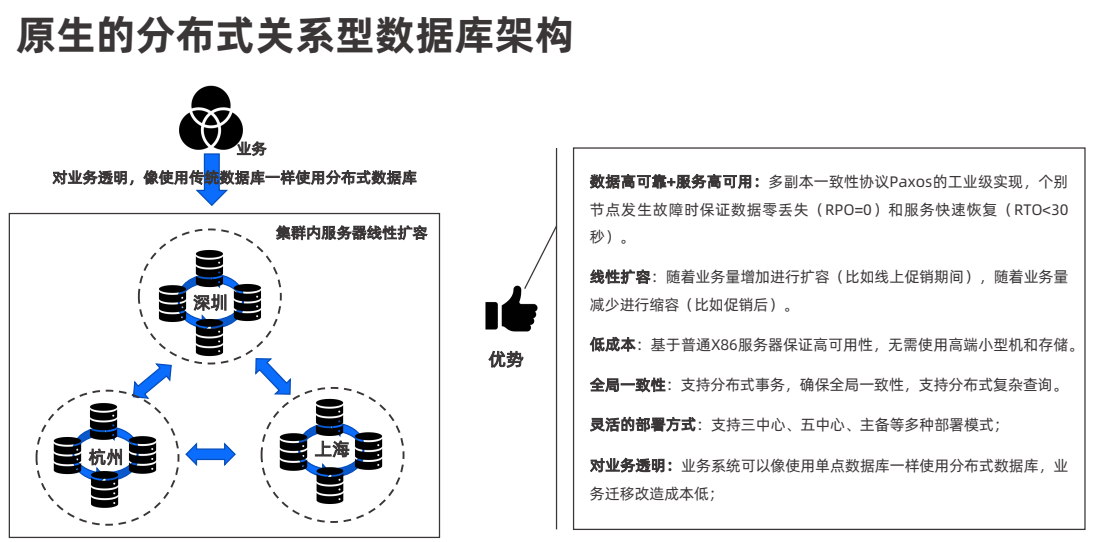 原生的分布式关系型数据库架构
业务
对业务透明，像使用传统数据库一样使用分布式数据库
集群内服务器线性扩容
深圳
杭州
上海
优势
数据高可靠+服务高可用：多副本一致性协议Paxos的工业级实现，个别
节点发生故障时保证数据零丢失（RPO=0）和服务快速恢复（RTO<30
秒）。
线性扩容：随着业务量增加进行扩容（比如线上促销期间），随着业务量
减少进行缩容（比如促销后）。
低成本：基于普通X86服务器保证高可用性，无需使用高端小型机和存储。
全局一致性：支持分布式事务，确保全局一致性，支持分布式复杂查询。
灵活的部署方式：支持三中心、五中心、主备等多种部署模式；
对业务透明：业务系统可以像使用单点数据库一样使用分布式数据库，业
务迁移改造成本低；